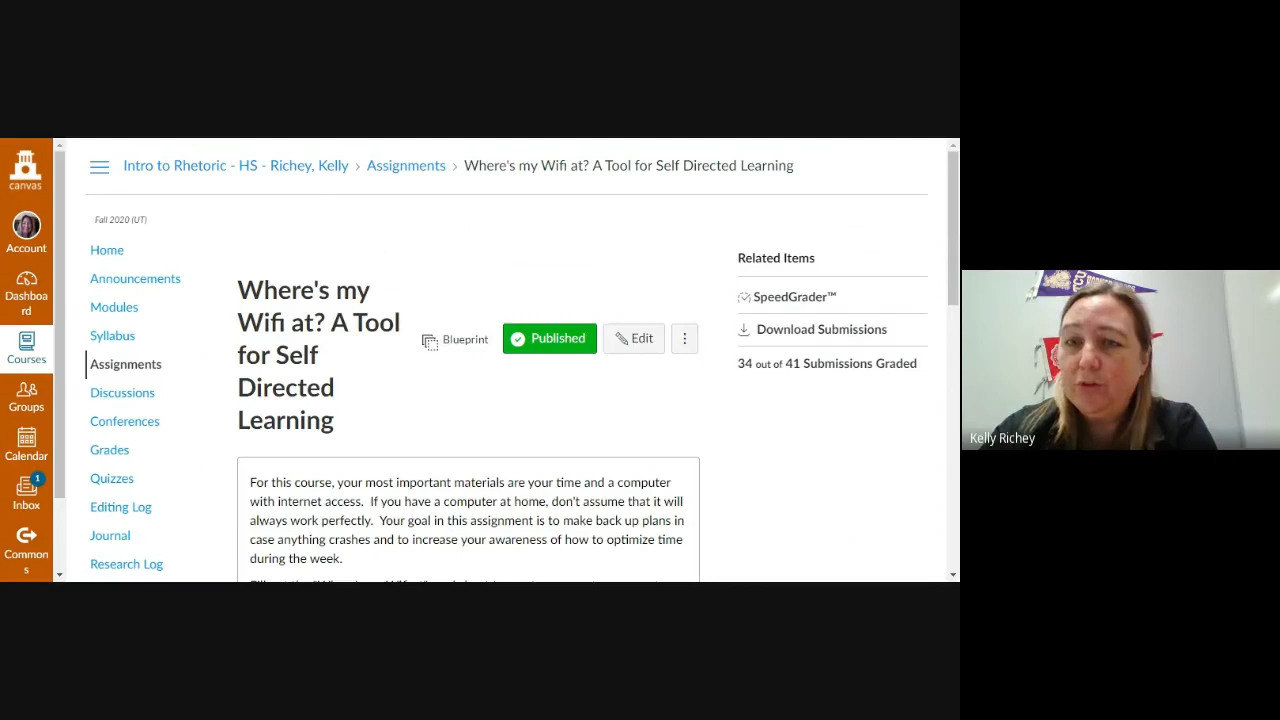 canvas
Account
Dashboa
rd
Courses
Groups
Calendar
1
Inbox
Common
s
Intro to Rhetoric - HS - Richey, Kelly › Assignments › Where's my Wifi at? A Tool for Self Directed Learning
Fall 2020 (UT)
Home
Announcements
Modules
Syllabus
Assignments
Discussions
Conferences
Grades
Quizzes
Editing Log
Journal
Research Log
Where's my
Wifi at? A Tool
for Self
Directed
Learning
Blueprint
Published
Edit
For this course, your most important materials are your time and a computer
with internet access. If you have a computer at home, don't assume that it will
always work perfectly. Your goal in this assignment is to make back up plans in
case anything crashes and to increase your awareness of how to optimize time
during the week.
Related Items
SpeedGrader™
Download Submissions
34 out of 41 Submissions Graded
TCU
Kelly Richey